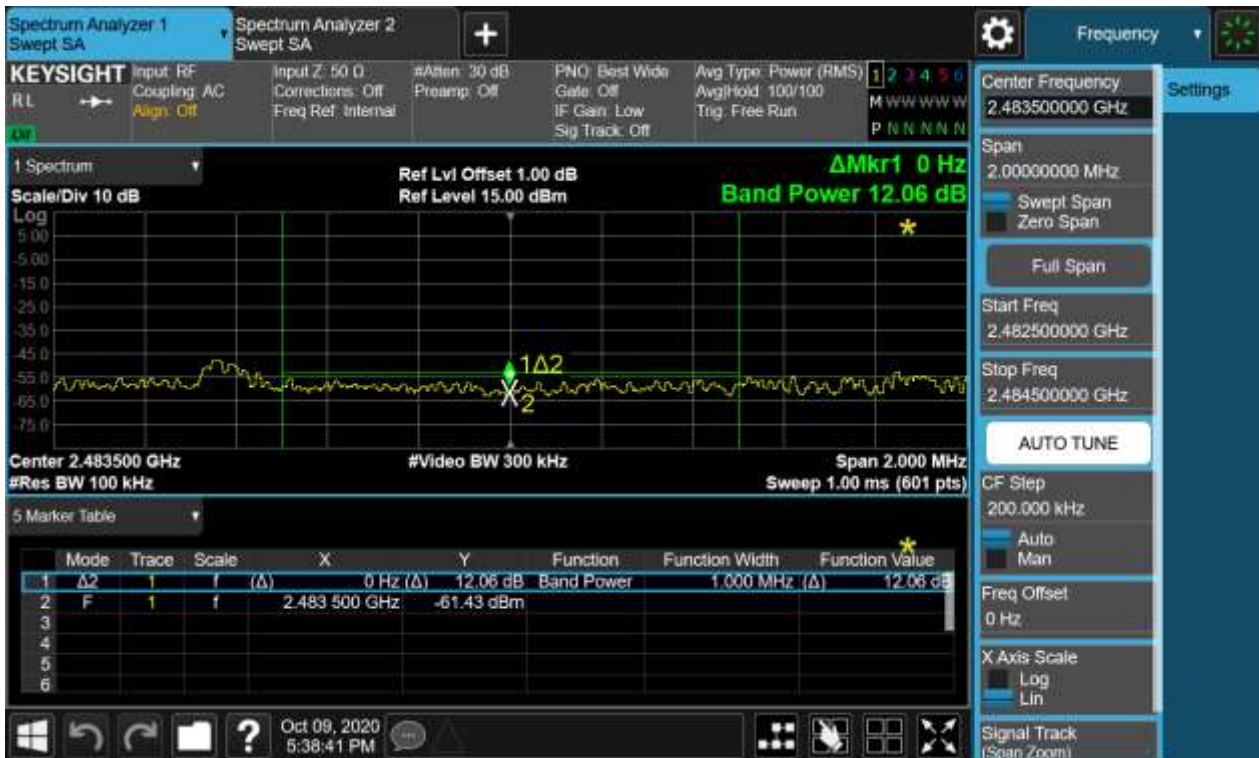 Spectrum Analyzer 1
Swept SA
Spectrum Analyzer 2
Swept SA
+
Frequency
KEYSIGHT
RL
Input: RF
Coupling: AC
Align: Off
Input Z: 50 Ω
Corrections: Off
Freq Ref: Internal
#Atten: 30 dB
Preamp: Off
PNO: Best Wide
Gate: Off
IF Gain: Low
Sig Track: Off
Avg Type: Power (RMS)
Avg|Hold: 100/100
Trig: Free Run
1 2 3 4 5 6
M W W W W W
P N N N N N
Settings
Center Frequency
2.483500000 GHz
Span
2.00000000 MHz
Swept Span
Zero Span
Full Span
Start Freq
2.482500000 GHz
Stop Freq
2.484500000 GHz
AUTO TUNE
CF Step
200.000 kHz
Auto
Man
Freq Offset
0 Hz
X Axis Scale
Log
Lin
Signal Track
(Span Zoom)
1 Spectrum
Scale/Div 10 dB
Ref Lvl Offset 1.00 dB
Ref Level 15.00 dBm
ΔMkr1 0 Hz
Band Power 12.06 dB
Log
5.00
-5.00
-15.0
-25.0
-35.0
-45.0
-55.0
-65.0
-75.0
1Δ2
X2
Center 2.483500 GHz
#Video BW 300 kHz
Span 2.000 MHz
#Res BW 100 kHz
Sweep 1.00 ms (601 pts)
5 Marker Table
Mode Trace Scale X Y Function Function Width Function Value
1 Δ2 1 f (Δ) 0 Hz (Δ) 12.06 dB Band Power 1.000 MHz (Δ) 12.06 dB
2 F 1 f 2.483 500 GHz -61.43 dBm
3
4
5
6
?
Oct 09, 2020
5:38:41 PM